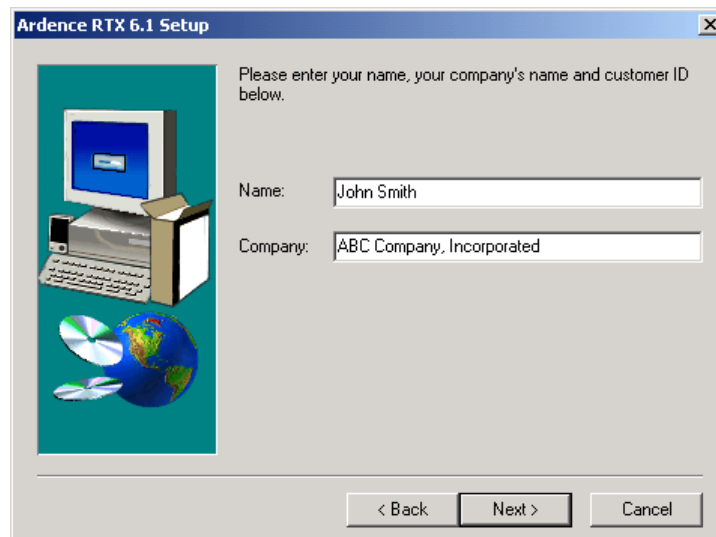 Ardence RTX 6.1 Setup
Please enter your name, your company's name and customer ID
below.
Name: John Smith
Company: ABC Company, Incorporated
< Back Next > Cancel